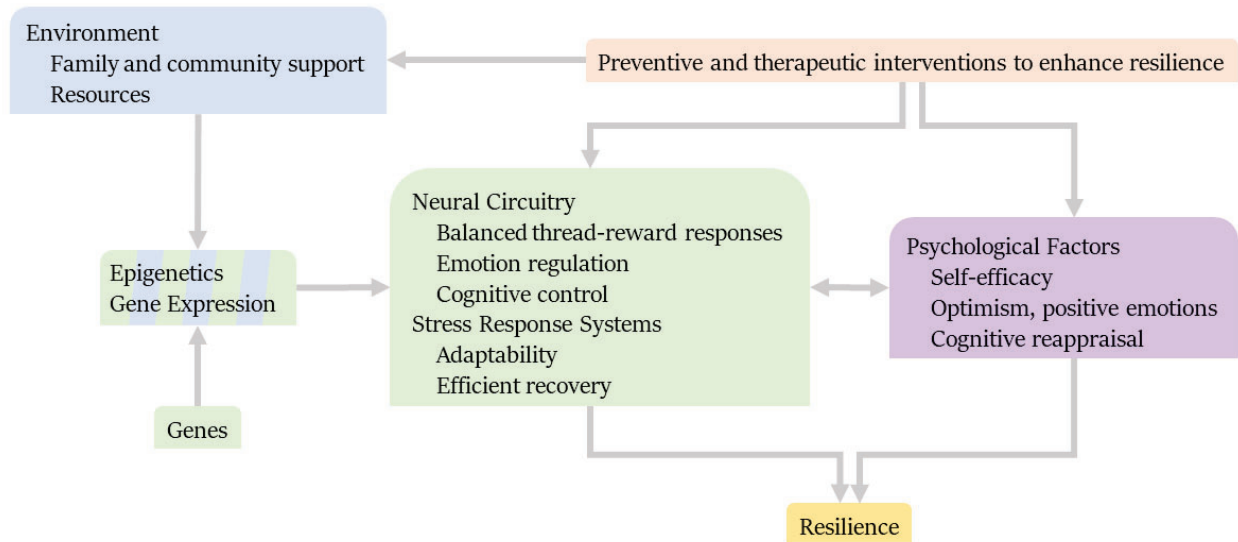 Environment
Family and community support
Resources
Preventive and therapeutic interventions to enhance resilience
Neural Circuitry
Balanced thread-reward responses
Emotion regulation
Cognitive control
Stress Response Systems
Adaptability
Efficient recovery
Psychological Factors
Self-efficacy
Optimism, positive emotions
Cognitive reappraisal
Epigenetics
Gene Expression
Genes
Resilience